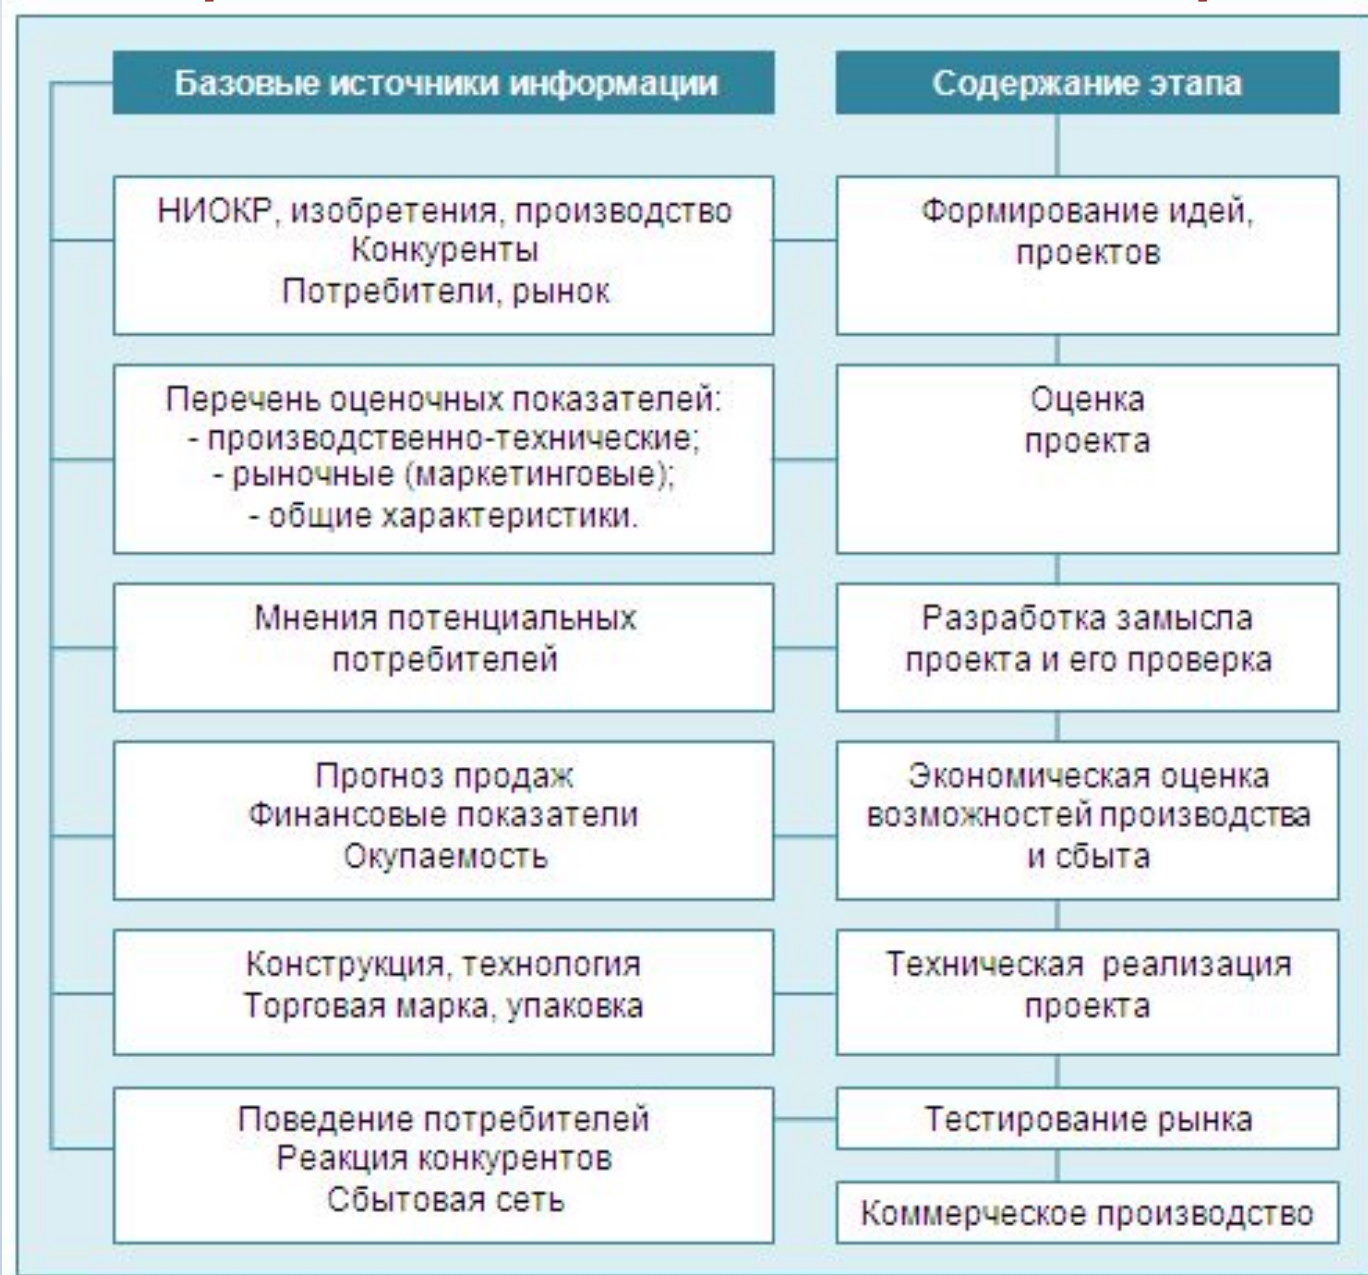 Базовые источники информации
Содержание этапа
НИОКР, изобретения, производство
Конкуренты
Потребители, рынок
Формирование идей,
проектов
Перечень оценочных показателей:
- производственно-технические;
- рыночные (маркетинговые);
- общие характеристики.
Оценка
проекта
Мнения потенциальных
потребителей
Разработка замысла
проекта и его проверка
Прогноз продаж
Финансовые показатели
Окупаемость
Экономическая оценка
возможностей производства
и сбыта
Конструкция, технология
Торговая марка, упаковка
Техническая реализация
проекта
Поведение потребителей
Реакция конкурентов
Сбытовая сеть
Тестирование рынка
Коммерческое производство